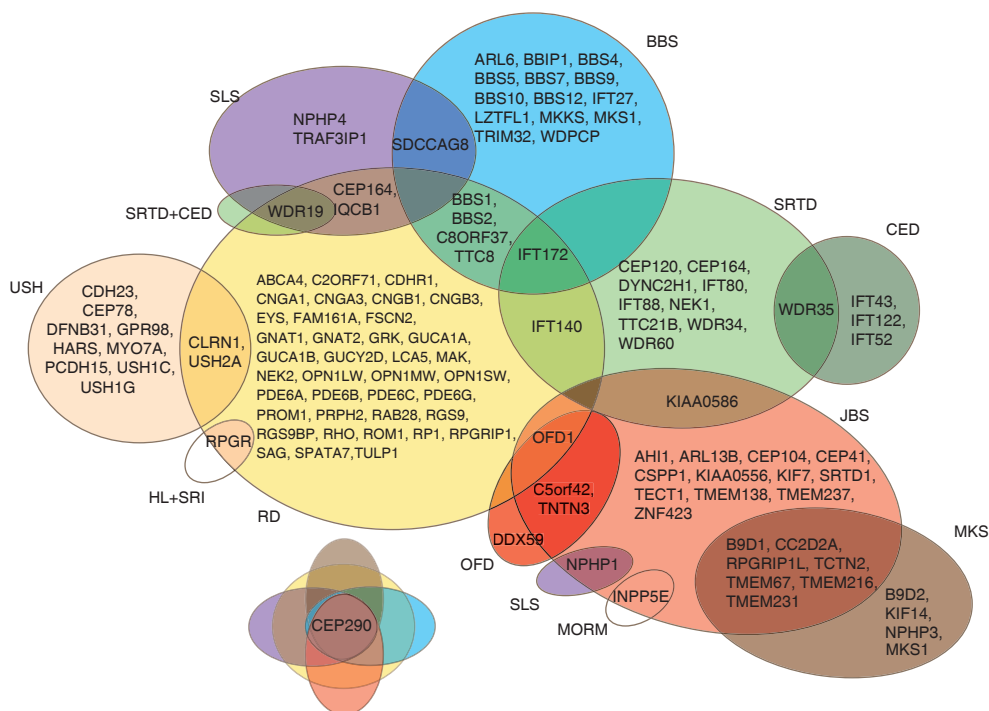 BBS
ARL6, BBIP1, BBS4,
BBS5, BBS7, BBS9,
BBS10, BBS12, IFT27,
LZTFL1, MKKS, MKS1,
TRIM32, WDPCP
SLS
NPHP4
TRAF3IP1
SDCCAG8
CEP164,
IQCB1
SRTD+CED
WDR19
BBS1,
BBS2,
C8ORF37,
TTC8
IFT172
SRTD
CEP120, CEP164,
DYNC2H1, IFT80,
IFT88, NEK1,
TTC21B, WDR34,
WDR60
CED
WDR35
IFT43,
IFT122,
IFT52
USH
CDH23,
CEP78,
DFNB31, GPR98,
HARS, MYO7A,
PCDH15, USH1C,
USH1G
CLRN1,
USH2A
ABCA4, C2ORF71, CDHR1,
CNGA1, CNGA3, CNGB1, CNGB3,
EYS, FAM161A, FSCN2,
GNAT1, GNAT2, GRK, GUCA1A,
GUCA1B, GUCY2D, LCA5, MAK,
NEK2, OPN1LW, OPN1MW, OPN1SW,
PDE6A, PDE6B, PDE6C, PDE6G,
PROM1, PRPH2, RAB28, RGS9,
RGS9BP, RHO, ROM1, RP1, RPGRIP1,
SAG, SPATA7,TULP1
IFT140
KIAA0586
JBS
RPGR
HL+SRI
RD
OFD1
C5orf42,
TNTN3
DDX59
OFD
AHI1, ARL13B, CEP104, CEP41,
CSPP1, KIAA0556, KIF7, SRTD1,
TECT1, TMEM138, TMEM237,
ZNF423
MKS
B9D1, CC2D2A,
RPGRIP1L, TCTN2,
TMEM67, TMEM216,
TMEM231
B9D2,
KIF14,
NPHP3,
MKS1
NPHP1
SLS
INPP5E
MORM
CEP290